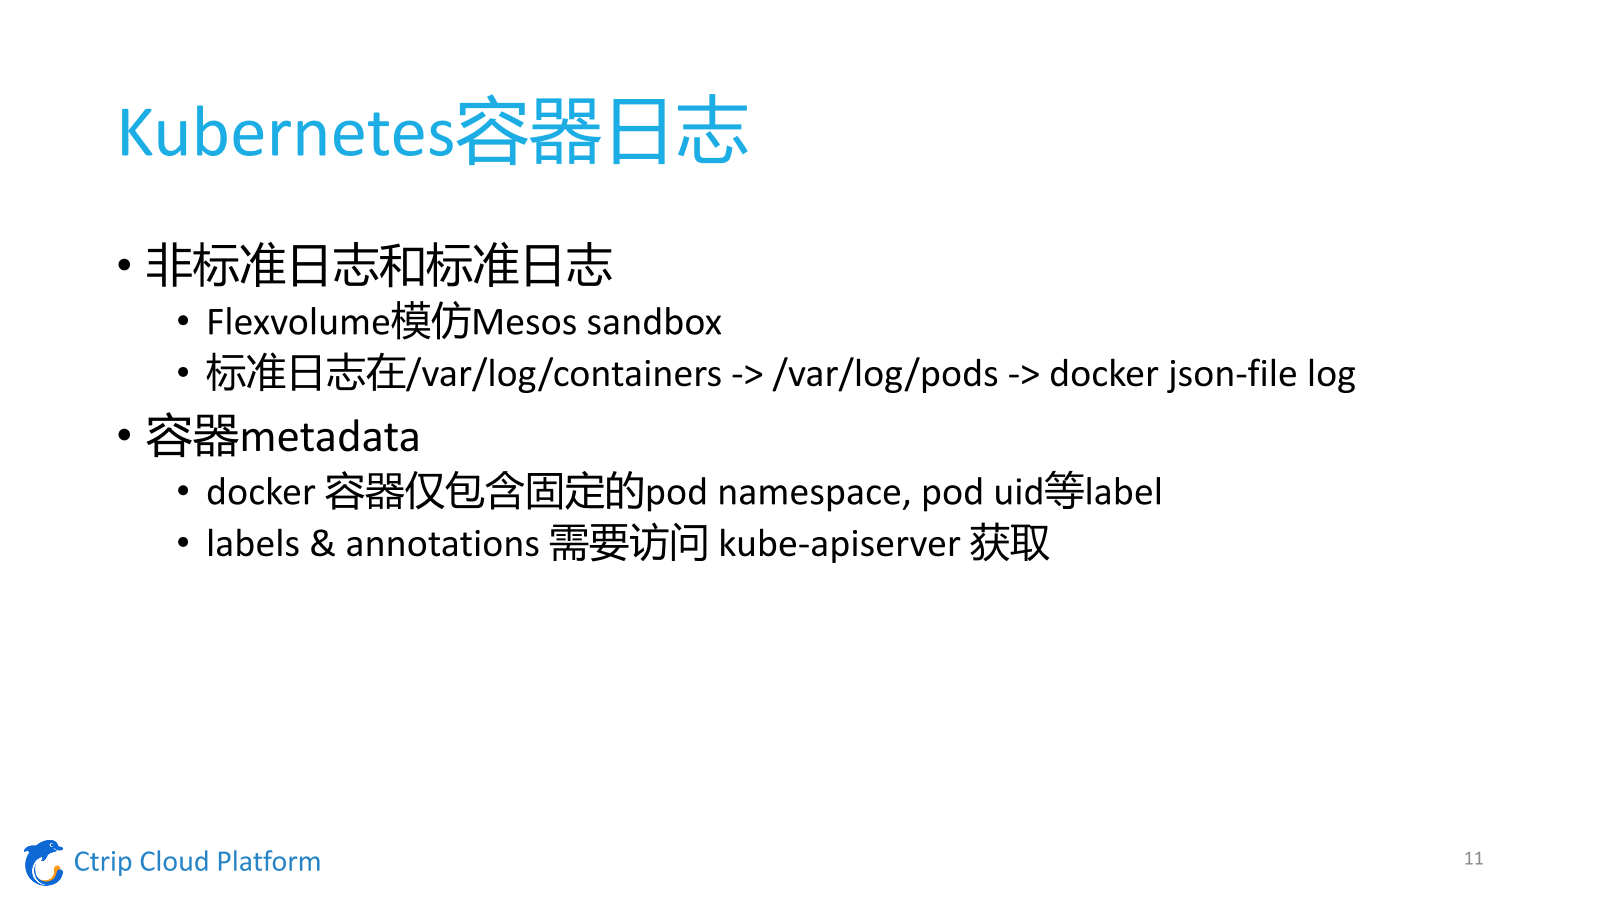 Kubernetes容器日志
• 非标准日志和标准日志
• Flexvolume模仿Mesos sandbox
• 标准日志在/var/log/containers -> /var/log/pods -> docker json-file log
• 容器metadata
• docker 容器仅包含固定的pod namespace, pod uid等label
• labels & annotations 需要访问 kube-apiserver 获取
Ctrip Cloud Platform
11